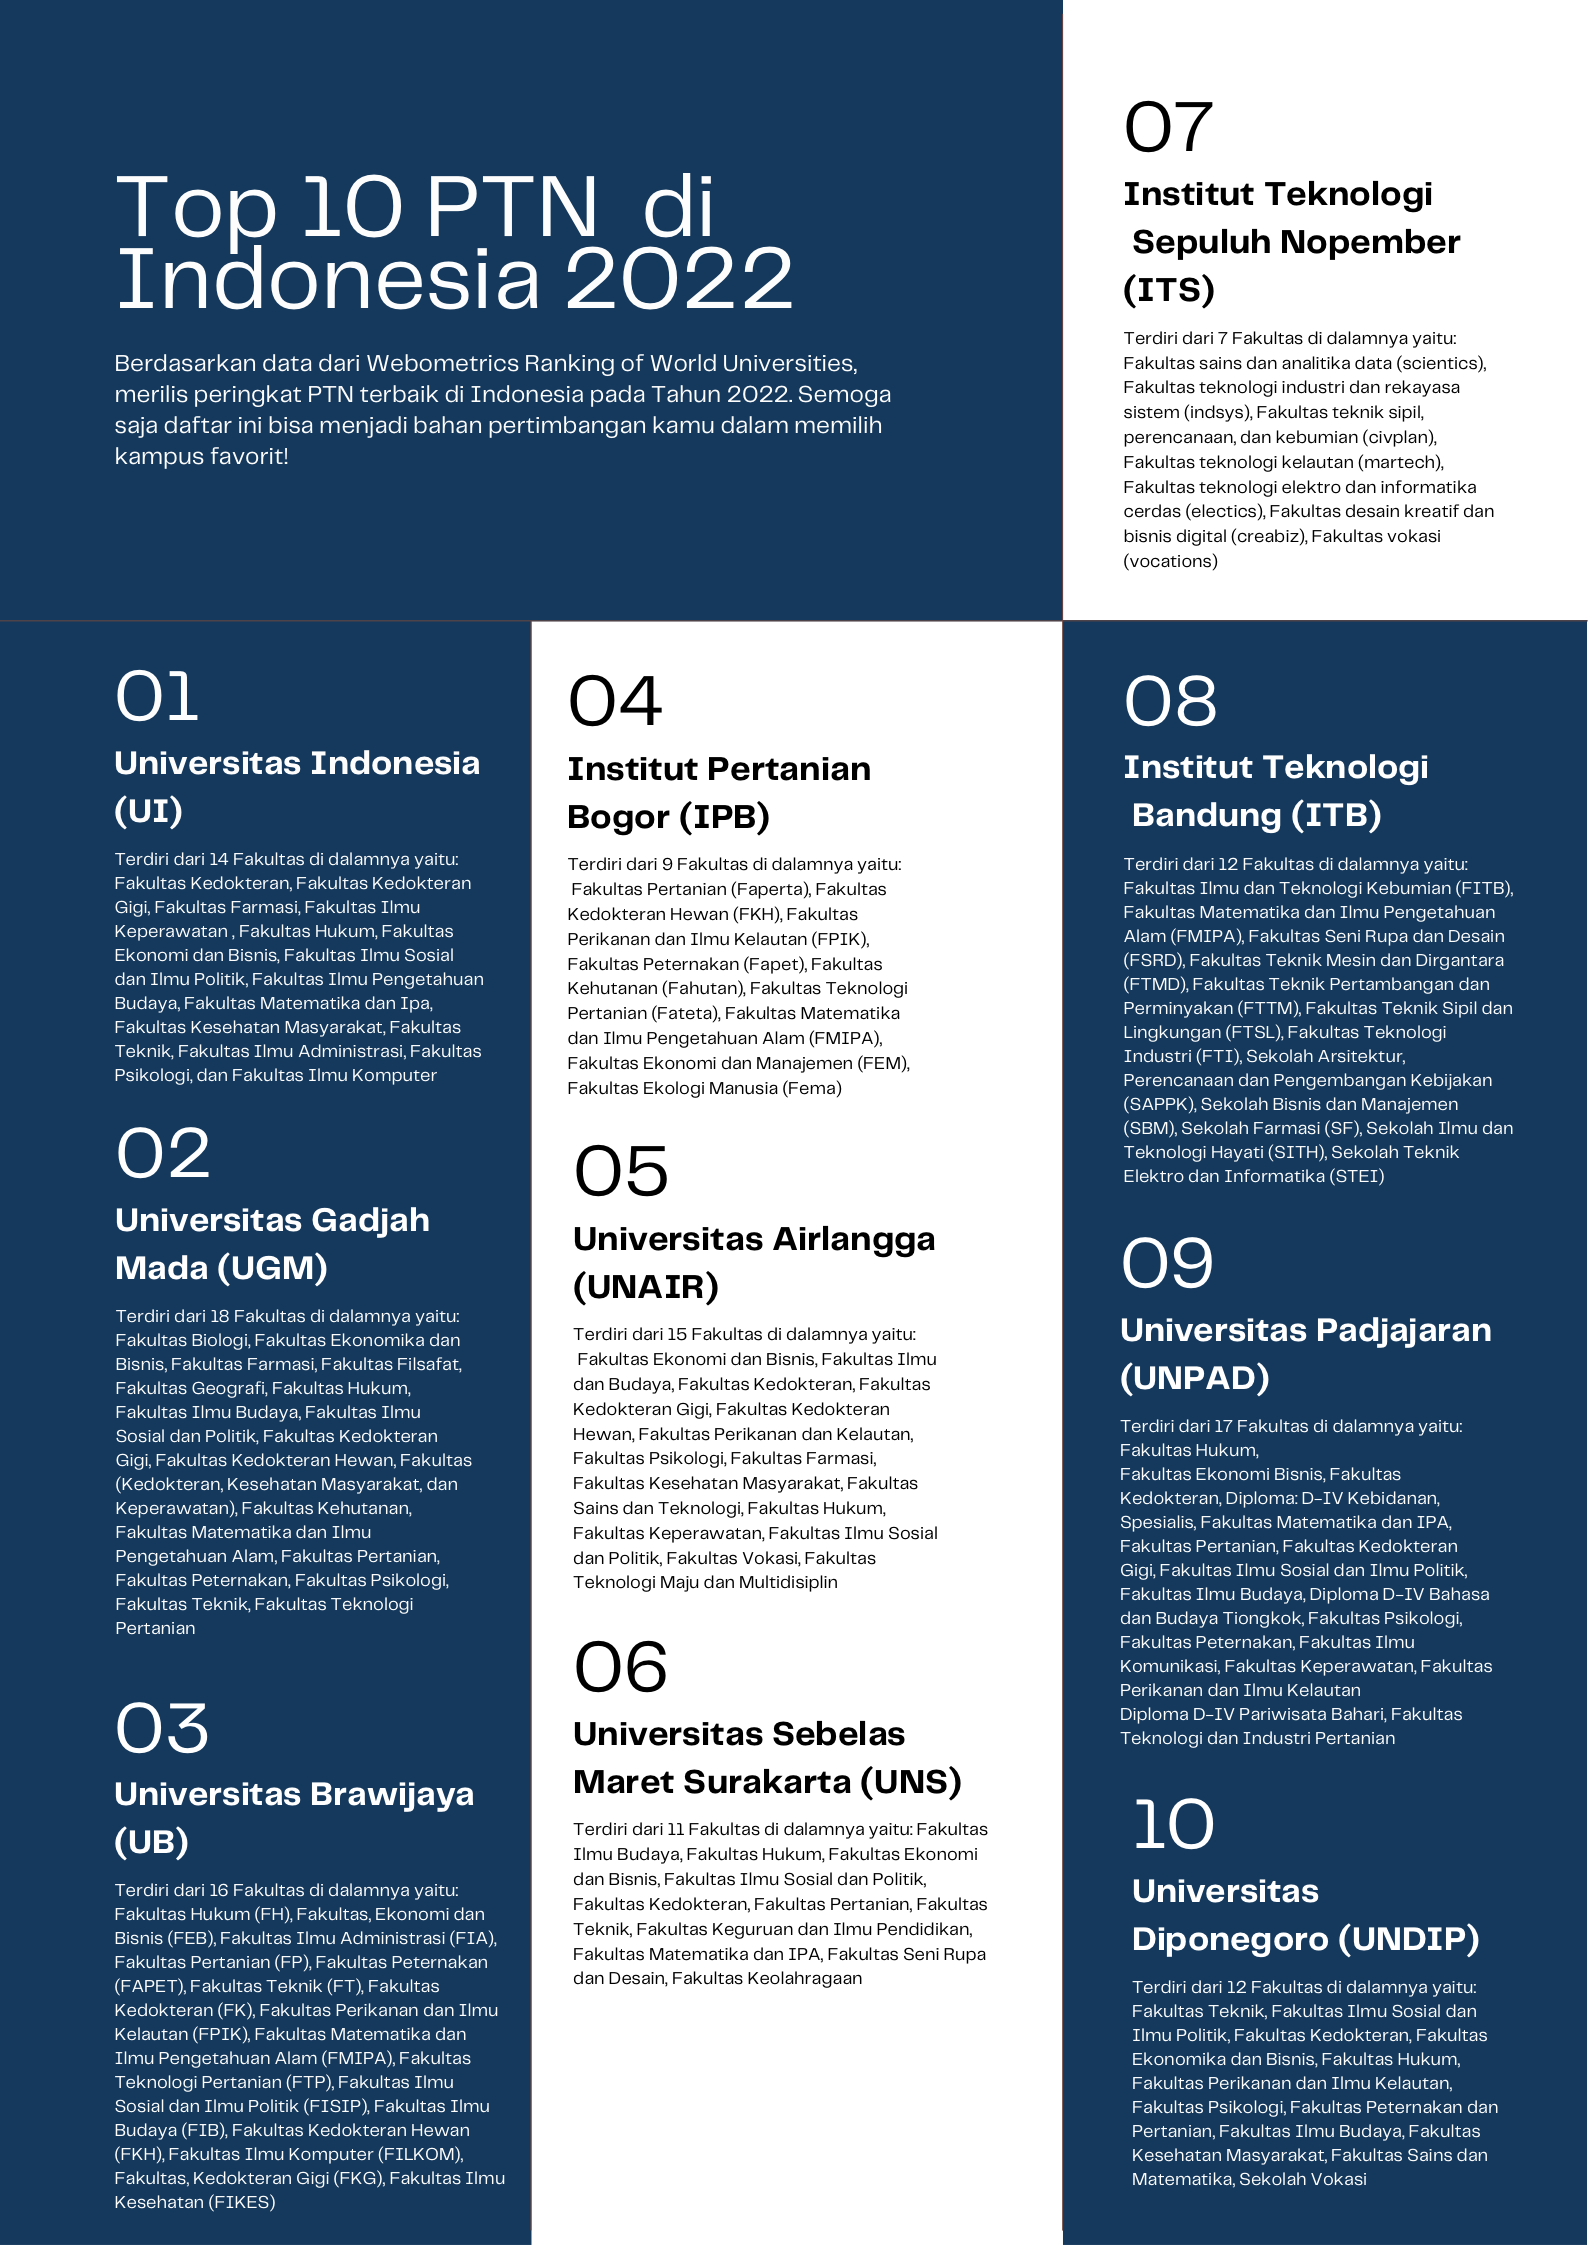 Top 10 PTN  di
Indonesia 2022
Berdasarkan data dari Webometrics Ranking of World Universities,
merilis peringkat PTN terbaik di Indonesia pada Tahun 2022. Semoga
saja daftar ini bisa menjadi bahan pertimbangan kamu dalam memilih
kampus favorit!
01
Universitas Indonesia
(UI)
Terdiri dari 14 Fakultas di dalamnya yaitu:
Fakultas Kedokteran, Fakultas Kedokteran
Gigi, Fakultas Farmasi, Fakultas Ilmu
Keperawatan , Fakultas Hukum, Fakultas
Ekonomi dan Bisnis, Fakultas Ilmu Sosial
dan Ilmu Politik, Fakultas Ilmu Pengetahuan
Budaya, Fakultas Matematika dan Ipa,
Fakultas Kesehatan Masyarakat, Fakultas
Teknik, Fakultas Ilmu Administrasi, Fakultas
Psikologi, dan Fakultas Ilmu Komputer
02
Universitas Gadjah
Mada (UGM)
Terdiri dari 18 Fakultas di dalamnya yaitu:
Fakultas Biologi, Fakultas Ekonomika dan
Bisnis, Fakultas Farmasi, Fakultas Filsafat,
Fakultas Geografi, Fakultas Hukum,
Fakultas Ilmu Budaya, Fakultas Ilmu
Sosial dan Politik, Fakultas Kedokteran
Gigi, Fakultas Kedokteran Hewan, Fakultas
(Kedokteran, Kesehatan Masyarakat, dan
Keperawatan), Fakultas Kehutanan,
Fakultas Matematika dan Ilmu
Pengetahuan Alam, Fakultas Pertanian,
Fakultas Peternakan, Fakultas Psikologi,
Fakultas Teknik, Fakultas Teknologi
Pertanian
03
Universitas Brawijaya
(UB)
Terdiri dari 16 Fakultas di dalamnya yaitu:
Fakultas Hukum (FH), Fakultas, Ekonomi dan
Bisnis (FEB), Fakultas Ilmu Administrasi (FIA),
Fakultas Pertanian (FP), Fakultas Peternakan
(FAPET), Fakultas Teknik (FT), Fakultas
Kedokteran (FK), Fakultas Perikanan dan Ilmu
Kelautan (FPIK), Fakultas Matematika dan
Ilmu Pengetahuan Alam (FMIPA), Fakultas
Teknologi Pertanian (FTP), Fakultas Ilmu
Sosial dan Ilmu Politik (FISIP), Fakultas Ilmu
Budaya (FIB), Fakultas Kedokteran Hewan
(FKH), Fakultas Ilmu Komputer (FILKOM),
Fakultas, Kedokteran Gigi (FKG), Fakultas Ilmu
Kesehatan (FIKES)
04
Institut Pertanian
Bogor (IPB)
Terdiri dari 9 Fakultas di dalamnya yaitu:
Fakultas Pertanian (Faperta), Fakultas
Kedokteran Hewan (FKH), Fakultas
Perikanan dan Ilmu Kelautan (FPIK),
Fakultas Peternakan (Fapet), Fakultas
Kehutanan (Fahutan), Fakultas Teknologi
Pertanian (Fateta), Fakultas Matematika
dan Ilmu Pengetahuan Alam (FMIPA),
Fakultas Ekonomi dan Manajemen (FEM),
Fakultas Ekologi Manusia (Fema)
05
Universitas Airlangga
(UNAIR)
Terdiri dari 15 Fakultas di dalamnya yaitu:
Fakultas Ekonomi dan Bisnis, Fakultas Ilmu
dan Budaya, Fakultas Kedokteran, Fakultas
Kedokteran Gigi, Fakultas Kedokteran
Hewan, Fakultas Perikanan dan Kelautan,
Fakultas Psikologi, Fakultas Farmasi,
Fakultas Kesehatan Masyarakat, Fakultas
Sains dan Teknologi, Fakultas Hukum,
Fakultas Keperawatan, Fakultas Ilmu Sosial
dan Politik, Fakultas Vokasi, Fakultas
Teknologi Maju dan Multidisiplin
06
Universitas Sebelas
Maret Surakarta (UNS)
Terdiri dari 11 Fakultas di dalamnya yaitu: Fakultas
Ilmu Budaya, Fakultas Hukum, Fakultas Ekonomi
dan Bisnis, Fakultas Ilmu Sosial dan Politik,
Fakultas Kedokteran, Fakultas Pertanian, Fakultas
Teknik, Fakultas Keguruan dan Ilmu Pendidikan,
Fakultas Matematika dan IPA, Fakultas Seni Rupa
dan Desain, Fakultas Keolahragaan
07
Institut Teknologi
Sepuluh Nopember
(ITS)
Terdiri dari 7 Fakultas di dalamnya yaitu:
Fakultas sains dan analitika data (scientics),
Fakultas teknologi industri dan rekayasa
sistem (indsys), Fakultas teknik sipil,
perencanaan, dan kebumian (civplan),
Fakultas teknologi kelautan (martech),
Fakultas teknologi elektro dan informatika
cerdas (electics), Fakultas desain kreatif dan
bisnis digital (creabiz), Fakultas vokasi
(vocations)
08
Institut Teknologi
Bandung (ITB)
Terdiri dari 12 Fakultas di dalamnya yaitu:
Fakultas Ilmu dan Teknologi Kebumian (FITB),
Fakultas Matematika dan Ilmu Pengetahuan
Alam (FMIPA), Fakultas Seni Rupa dan Desain
(FSRD), Fakultas Teknik Mesin dan Dirgantara
(FTMD), Fakultas Teknik Pertambangan dan
Perminyakan (FTTM), Fakultas Teknik Sipil dan
Lingkungan (FTSL), Fakultas Teknologi
Industri (FTI), Sekolah Arsitektur,
Perencanaan dan Pengembangan Kebijakan
(SAPPK), Sekolah Bisnis dan Manajemen
(SBM), Sekolah Farmasi (SF), Sekolah Ilmu dan
Teknologi Hayati (SITH), Sekolah Teknik
Elektro dan Informatika (STEI)
09
Universitas Padjajaran
(UNPAD)
Terdiri dari 17 Fakultas di dalamnya yaitu:
Fakultas Hukum,
Fakultas Ekonomi Bisnis, Fakultas
Kedokteran, Diploma: D-IV Kebidanan,
Spesialis, Fakultas Matematika dan IPA,
Fakultas Pertanian, Fakultas Kedokteran
Gigi, Fakultas Ilmu Sosial dan Ilmu Politik,
Fakultas Ilmu Budaya, Diploma D-IV Bahasa
dan Budaya Tiongkok, Fakultas Psikologi,
Fakultas Peternakan, Fakultas Ilmu
Komunikasi, Fakultas Keperawatan, Fakultas
Perikanan dan Ilmu Kelautan
Diploma D-IV Pariwisata Bahari, Fakultas
Teknologi dan Industri Pertanian
10
Universitas
Diponegoro (UNDIP)
Terdiri dari 12 Fakultas di dalamnya yaitu:
Fakultas Teknik, Fakultas Ilmu Sosial dan
Ilmu Politik, Fakultas Kedokteran, Fakultas
Ekonomika dan Bisnis, Fakultas Hukum,
Fakultas Perikanan dan Ilmu Kelautan,
Fakultas Psikologi, Fakultas Peternakan dan
Pertanian, Fakultas Ilmu Budaya, Fakultas
Kesehatan Masyarakat, Fakultas Sains dan
Matematika, Sekolah Vokasi